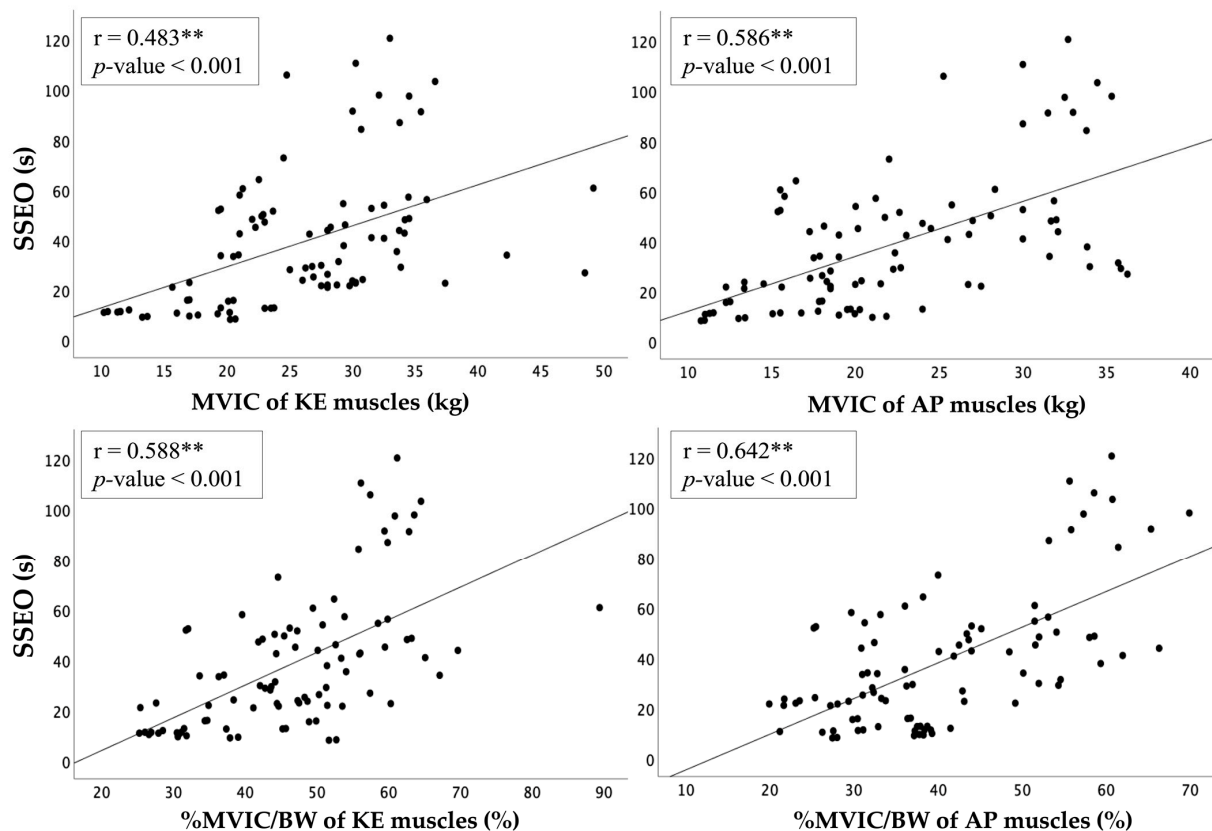 r = 0.483**
p-value < 0.001
SSEO (s)
120
100
80
60
40
20
0
10 15 20 25 30 35 40 45 50
MVIC of KE muscles (kg)
r = 0.586**
p-value < 0.001
120
100
80
60
40
20
0
10 15 20 25 30 35 40
MVIC of AP muscles (kg)
r = 0.588**
p-value < 0.001
SSEO (s)
120
100
80
60
40
20
0
20 30 40 50 60 70 80 90
%MVIC/BW of KE muscles (%)
r = 0.642**
p-value < 0.001
120
100
80
60
40
20
0
10 20 30 40 50 60 70
%MVIC/BW of AP muscles (%)